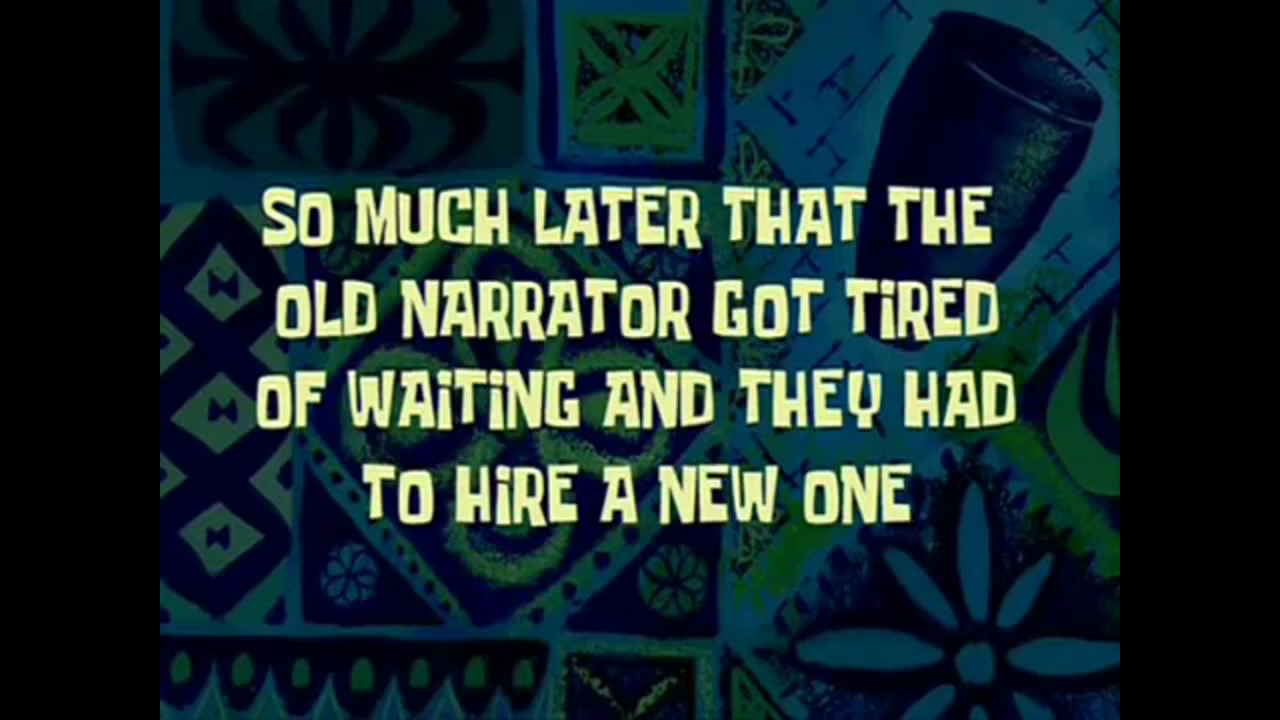 SO MUCH LATER THAT THE
OLD NARRATOR GOT TiRED
OF WAiTiNG AND THEY HAD
TO HiRE A NEW ONE